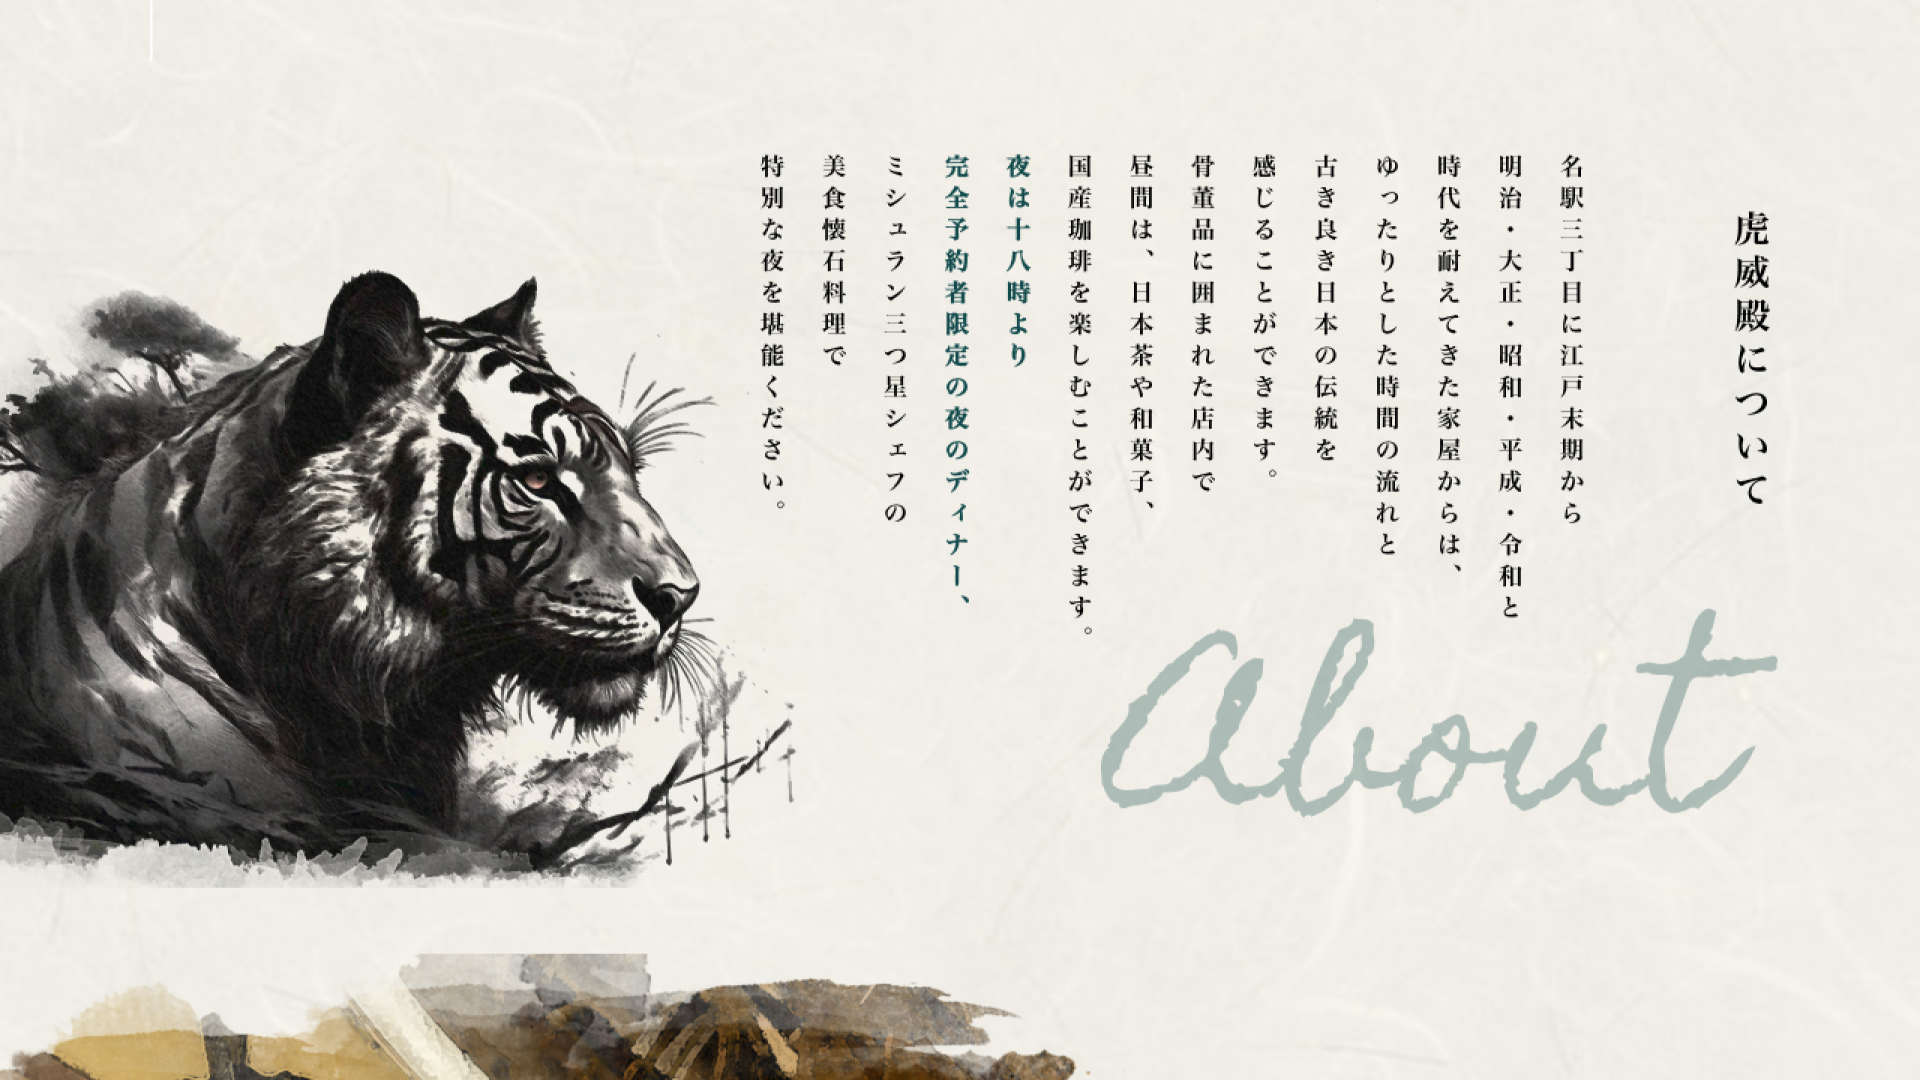 虎威殿について
名駅三丁目に江戸末期から
明治・大正・昭和・平成・令和と
時代を耐えてきた家屋からは、
ゆったりとした時間の流れと
古き良き日本の伝統を
感じることができます。
骨董品に囲まれた店内で
昼間は、日本茶や和菓子、
国産珈琲を楽しむことができます。
夜は十八時より
完全予約者限定の夜のディナー、
ミシュラン三つ星シェフの
美食懐石料理で
特別な夜を堪能ください。
About